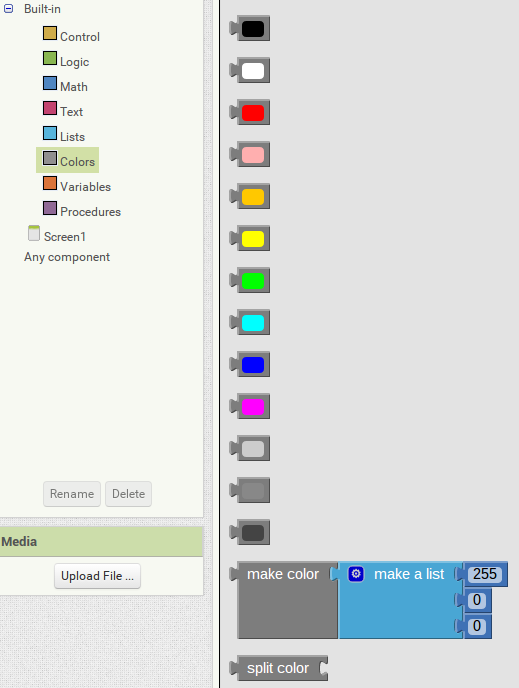 Built-in
Control
Logic
Math
Text
Lists
Colors
Variables
Procedures
Screen1
Any component
Rename Delete
Media
Upload File ...
make color make a list 255
0
0
split color